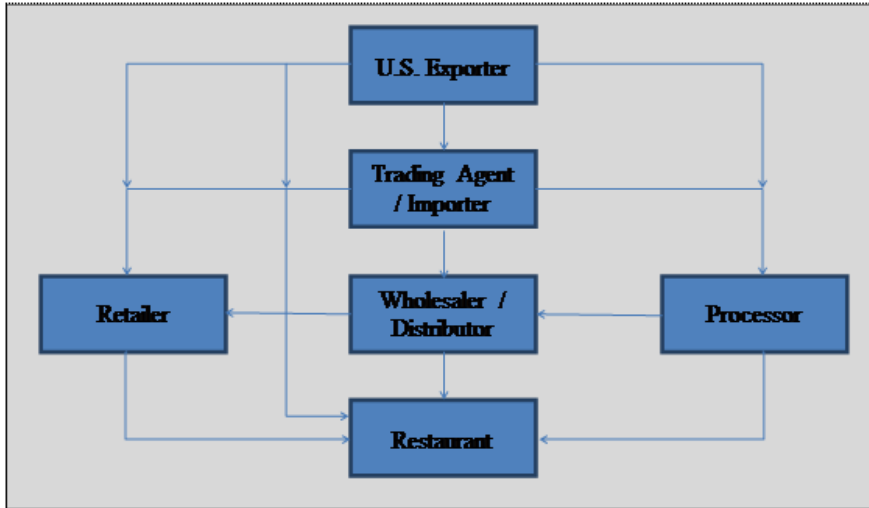 U.S. Exporter
Trading Agent
/ Importer
Retailer
Wholesaler /
Distributor
Processor
Restaurant